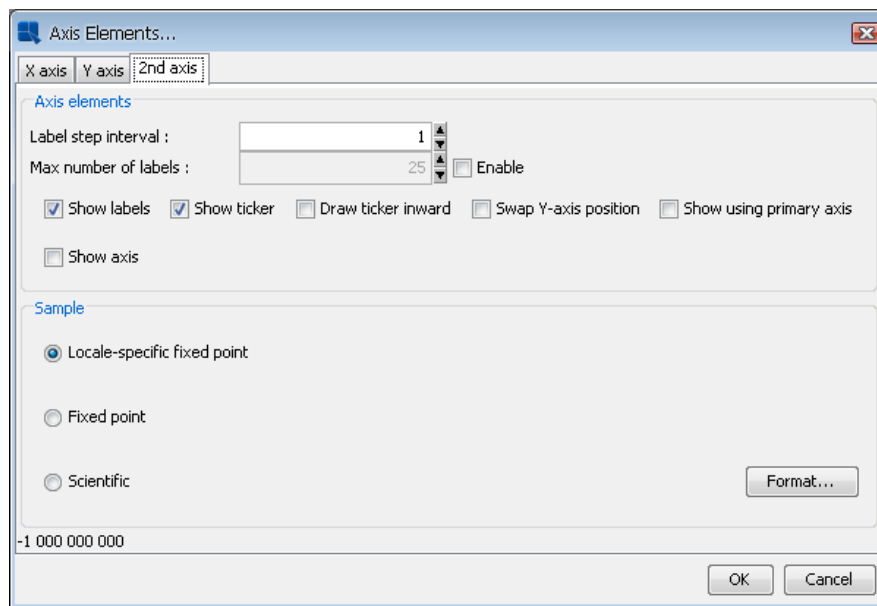 Axis Elements...
X axis Y axis 2nd axis
Axis elements
Label step interval : 1
Max number of labels : 25 Enable
Show labels Show ticker Draw ticker inward Swap Y-axis position Show using primary axis
Show axis
Sample
Locale-specific fixed point
Fixed point
Scientific Format...
-1 000 000 000
OK Cancel